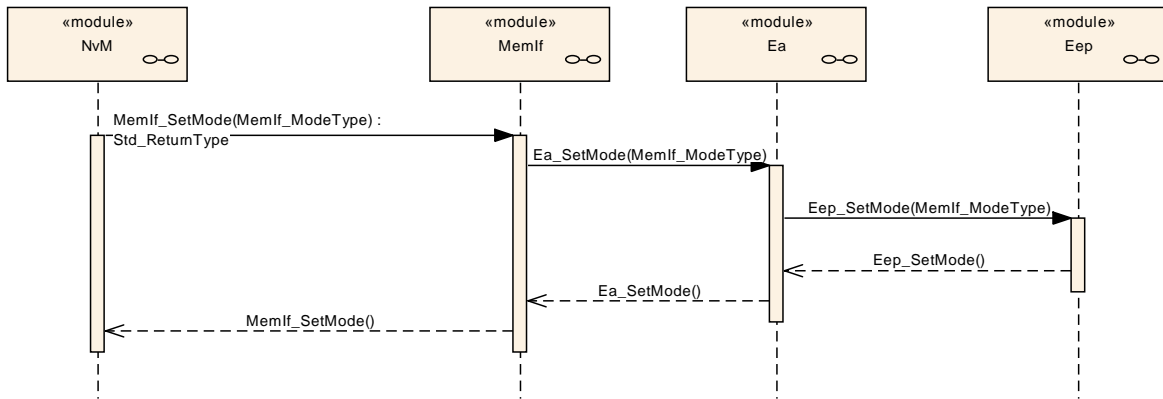 «module»
NvM
«module»
MemIf
«module»
Ea
«module»
Eep
MemIf_SetMode(MemIf_ModeType) :
Std_ReturnType
Ea_SetMode(MemIf_ModeType)
Eep_SetMode(MemIf_ModeType)
Eep_SetMode()
Ea_SetMode()
MemIf_SetMode()